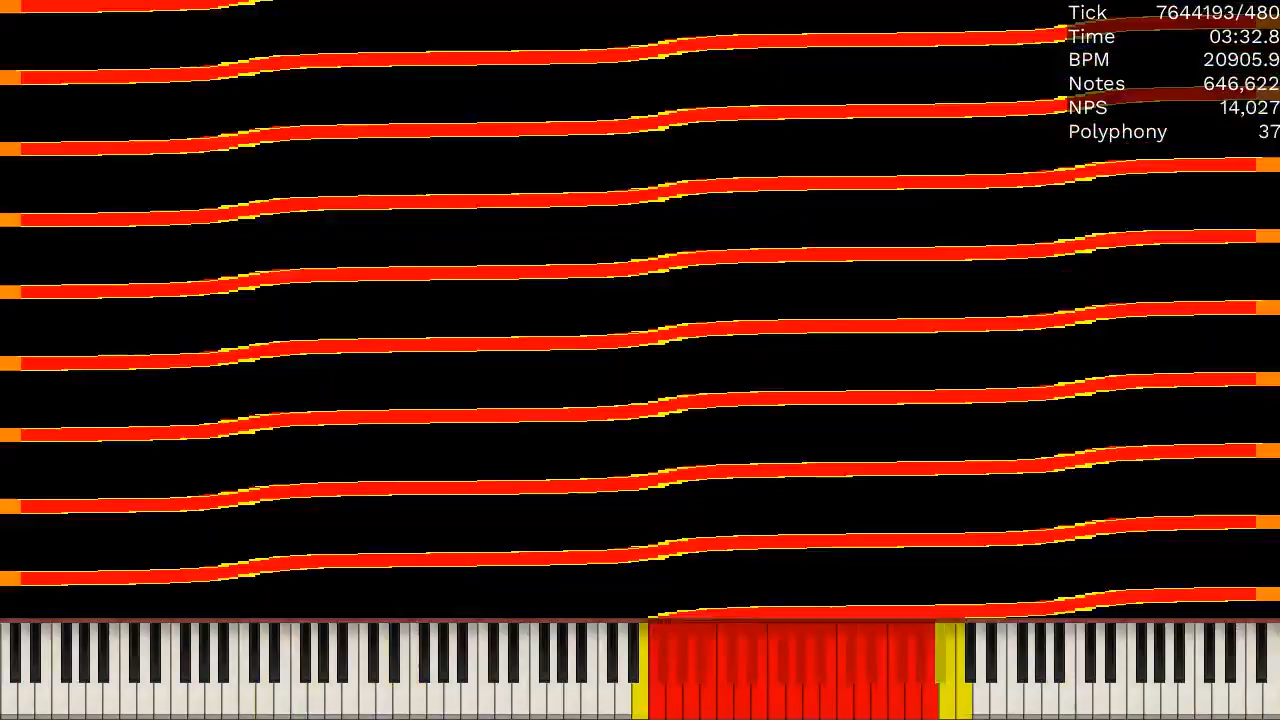 Tick 7644193/480
Time 03:32.8
BPM 20905.9
Notes 646,622
NPS 14,027
Polyphony 37